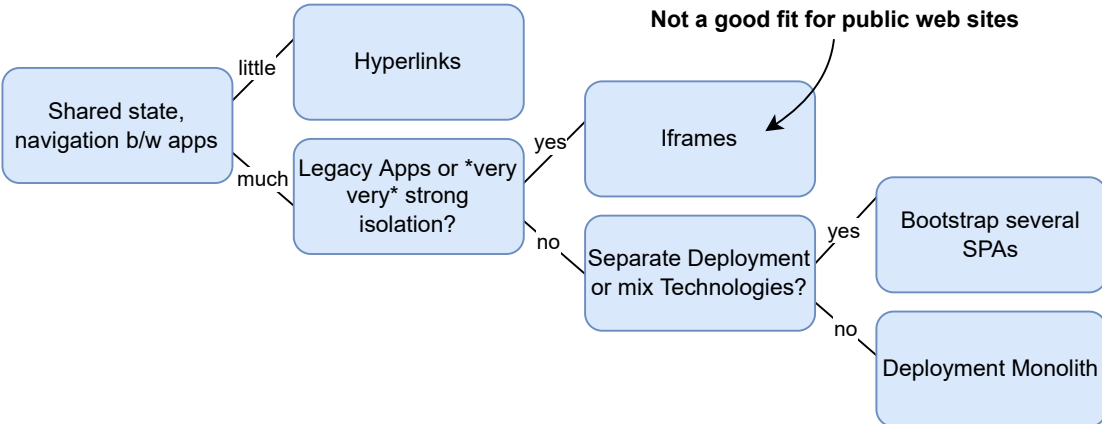 Not a good fit for public web sites
Hyperlinks
little
Shared state,
navigation b/w apps
much
Legacy Apps or *very
very* strong
isolation?
yes
Iframes
no
Separate Deployment
or mix Technologies?
yes
Bootstrap several
SPAs
no
Deployment Monolith